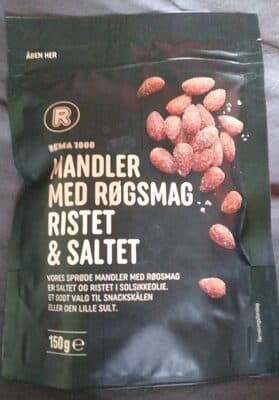 ÅBEN HER
R
REMA 1000
MANDLER
MED RØGSMAG
RISTET
& SALTET
VORES SPRØDE MANDLER MED RØGSMAG
ER SALTET OG RISTET I SOLSIKKEOLIE.
ET GODT VALG TIL SNACKSKÅLEN
ELLER DEN LILLE SULT.
150g e
Serveringsforslag